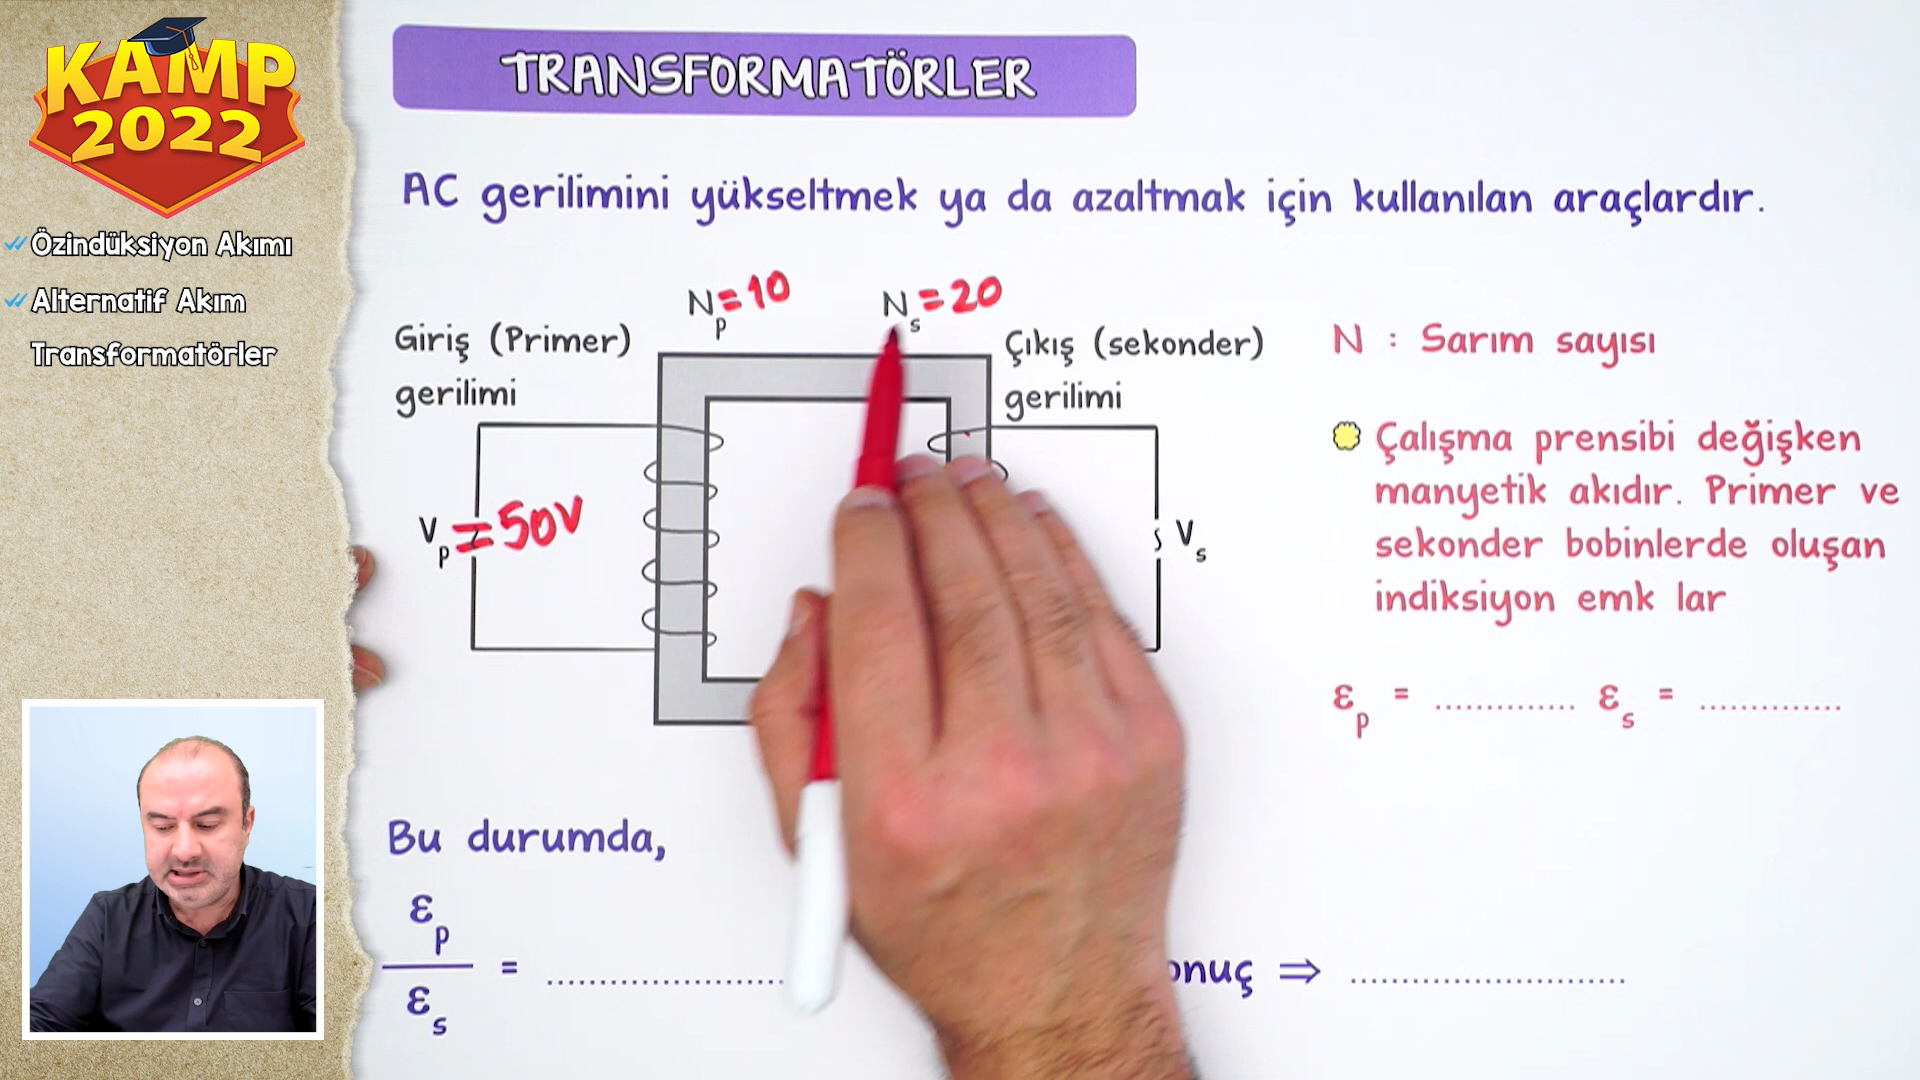 KAMP
2022
Özindüksiyon Akımı
Alternatif Akım
Transformatörler
TRANSFORMATÖRLER
AC gerilimini yükseltmek ya da azaltmak için kullanılan araçlardır.
Np=10
Ns=20
Giriş (Primer)
gerilimi
Çıkış (sekonder)
gerilimi
Vp=50V
Vs
N : Sarım sayısı
Çalışma prensibi değişken
manyetik akıdır. Primer ve
sekonder bobinlerde oluşan
indiksiyon emk lar
εp = .............. εs = ..............
Bu durumda,
εp
εs
= ........................
⇒ ...........................